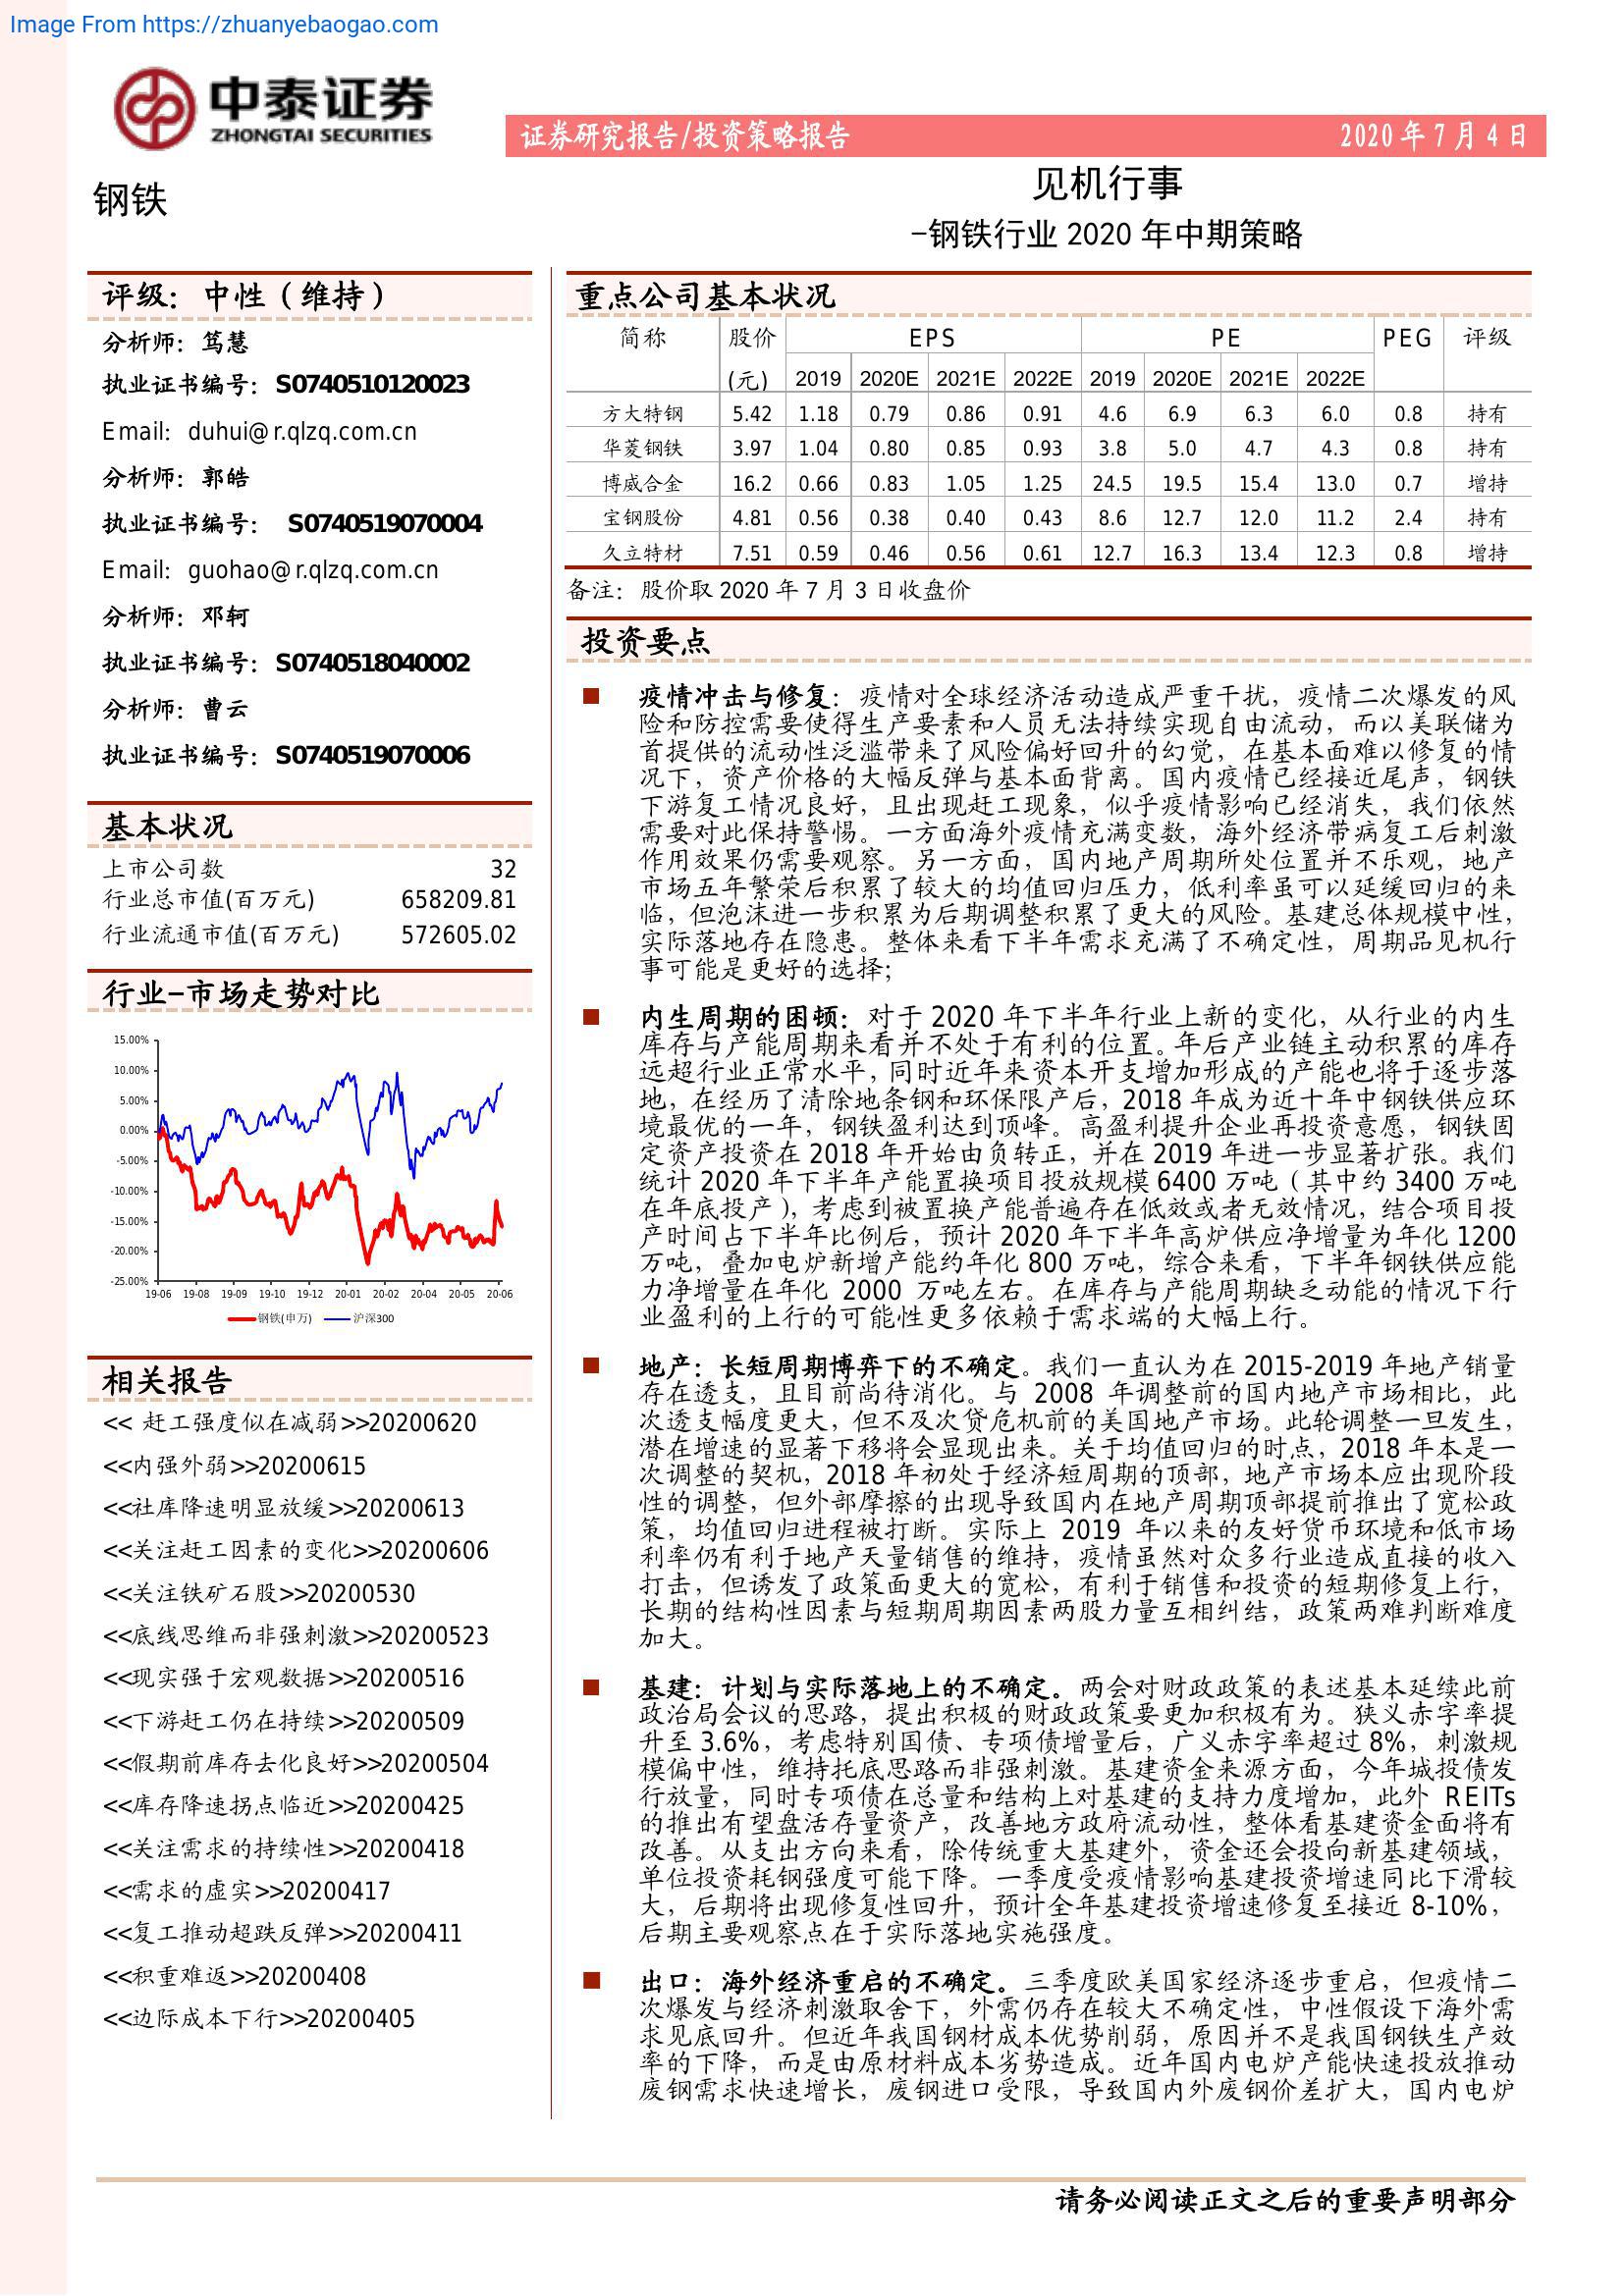 Image From https://zhuanyebaogao.com
中泰证券
ZHONGTAI SECURITIES
证券研究报告/投资策略报告 2020 年 7 月 4 日
钢铁
见机行事
-钢铁行业 2020 年中期策略
评级：中性（维持）
分析师：笃慧
执业证书编号：S0740510120023
Email：duhui@r.qlzq.com.cn
分析师：郭皓
执业证书编号： S0740519070004
Email：guohao@r.qlzq.com.cn
分析师：邓轲
执业证书编号：S0740518040002
分析师：曹云
执业证书编号：S0740519070006
基本状况
上市公司数 32
行业总市值(百万元) 658209.81
行业流通市值(百万元) 572605.02
行业-市场走势对比
15.00%
10.00%
5.00%
0.00%
-5.00%
-10.00%
-15.00%
-20.00%
-25.00%
19-06 19-08 19-09 19-10 19-12 20-01 20-02 20-04 20-05 20-06
钢铁(申万) 沪深300
相关报告
<< 赶工强度似在减弱>>20200620
<<内强外弱>>20200615
<<社库降速明显放缓>>20200613
<<关注赶工因素的变化>>20200606
<<关注铁矿石股>>20200530
<<底线思维而非强刺激>>20200523
<<现实强于宏观数据>>20200516
<<下游赶工仍在持续>>20200509
<<假期前库存去化良好>>20200504
<<库存降速拐点临近>>20200425
<<关注需求的持续性>>20200418
<<需求的虚实>>20200417
<<复工推动超跌反弹>>20200411
<<积重难返>>20200408
<<边际成本下行>>20200405
重点公司基本状况
简称 股价 EPS PE PEG 评级
(元) 2019 2020E 2021E 2022E 2019 2020E 2021E 2022E
方大特钢 5.42 1.18 0.79 0.86 0.91 4.6 6.9 6.3 6.0 0.8 持有
华菱钢铁 3.97 1.04 0.80 0.85 0.93 3.8 5.0 4.7 4.3 0.8 持有
博威合金 16.2 0.66 0.83 1.05 1.25 24.5 19.5 15.4 13.0 0.7 增持
宝钢股份 4.81 0.56 0.38 0.40 0.43 8.6 12.7 12.0 11.2 2.4 持有
久立特材 7.51 0.59 0.46 0.56 0.61 12.7 16.3 13.4 12.3 0.8 增持
备注：股价取 2020 年 7 月 3 日收盘价
投资要点
■ 疫情冲击与修复：疫情对全球经济活动造成严重干扰，疫情二次爆发的风
险和防控需要使得生产要素和人员无法持续实现自由流动，而以美联储为
首提供的流动性泛滥带来了风险偏好回升的幻觉，在基本面难以修复的情
况下，资产价格的大幅反弹与基本面背离。国内疫情已经接近尾声，钢铁
下游复工情况良好，且出现赶工现象，似乎疫情影响已经消失，我们依然
需要对此保持警惕。一方面海外疫情充满变数，海外经济带病复工后刺激
作用效果仍需要观察。另一方面，国内地产周期所处位置并不乐观，地产
市场五年繁荣后积累了较大的均值回归压力，低利率虽可以延缓回归的来
临，但泡沫进一步积累为后期调整积累了更大的风险。基建总体规模中性，
实际落地存在隐患。整体来看下半年需求充满了不确定性，周期品见机行
事可能是更好的选择；
■ 内生周期的困顿：对于 2020 年下半年行业上新的变化，从行业的内生
库存与产能周期来看并不处于有利的位置。年后产业链主动积累的库存
远超行业正常水平，同时近年来资本开支增加形成的产能也将于逐步落
地，在经历了清除地条钢和环保限产后，2018 年成为近十年中钢铁供应环
境最优的一年，钢铁盈利达到顶峰。高盈利提升企业再投资意愿，钢铁固
定资产投资在 2018 年开始由负转正，并在 2019 年进一步显著扩张。我们
统计 2020 年下半年产能置换项目投放规模 6400 万吨（其中约 3400 万吨
在年底投产），考虑到被置换产能普遍存在低效或者无效情况，结合项目投
产时间占下半年比例后，预计 2020 年下半年高炉供应净增量为年化 1200
万吨，叠加电炉新增产能约年化 800 万吨，综合来看，下半年钢铁供应能
力净增量在年化 2000 万吨左右。在库存与产能周期缺乏动能的情况下行
业盈利的上行的可能性更多依赖于需求端的大幅上行。
■ 地产：长短周期博弈下的不确定。我们一直认为在 2015-2019 年地产销量
存在透支，且目前尚待消化。与 2008 年调整前的国内地产市场相比，此
次透支幅度更大，但不及次贷危机前的美国地产市场。此轮调整一旦发生，
潜在增速的显著下移将会显现出来。关于均值回归的时点，2018 年本是一
次调整的契机，2018 年初处于经济短周期的顶部，地产市场本应出现阶段
性的调整，但外部摩擦的出现导致国内在地产周期顶部提前推出了宽松政
策，均值回归进程被打断。实际上 2019 年以来的友好货币环境和低市场
利率仍有利于地产天量销售的维持，疫情虽然对众多行业造成直接的收入
打击，但诱发了政策面更大的宽松，有利于销售和投资的短期修复上行，
长期的结构性因素与短期周期因素两股力量互相纠结，政策两难判断难度
加大。
■ 基建：计划与实际落地上的不确定。两会对财政政策的表述基本延续此前
政治局会议的思路，提出积极的财政政策要更加积极有为。狭义赤字率提
升至 3.6%，考虑特别国债、专项债增量后，广义赤字率超过 8%，刺激规
模偏中性，维持托底思路而非强刺激。基建资金来源方面，今年城投债发
行放量，同时专项债在总量和结构上对基建的支持力度增加，此外 REITs
的推出有望盘活存量资产，改善地方政府流动性，整体看基建资金面将有
改善。从支出方向来看，除传统重大基建外，资金还会投向新基建领域，
单位投资耗钢强度可能下降。一季度受疫情影响基建投资增速同比下滑较
大，后期将出现修复性回升，预计全年基建投资增速修复至接近 8-10%，
后期主要观察点在于实际落地实施强度。
■ 出口：海外经济重启的不确定。三季度欧美国家经济逐步重启，但疫情二
次爆发与经济刺激取舍下，外需仍存在较大不确定性，中性假设下海外需
求见底回升。但近年我国钢材成本优势削弱，原因并不是我国钢铁生产效
率的下降，而是由原材料成本劣势造成。近年国内电炉产能快速投放推动
废钢需求快速增长，废钢进口受限，导致国内外废钢价差扩大，国内电炉
请务必阅读正文之后的重要声明部分